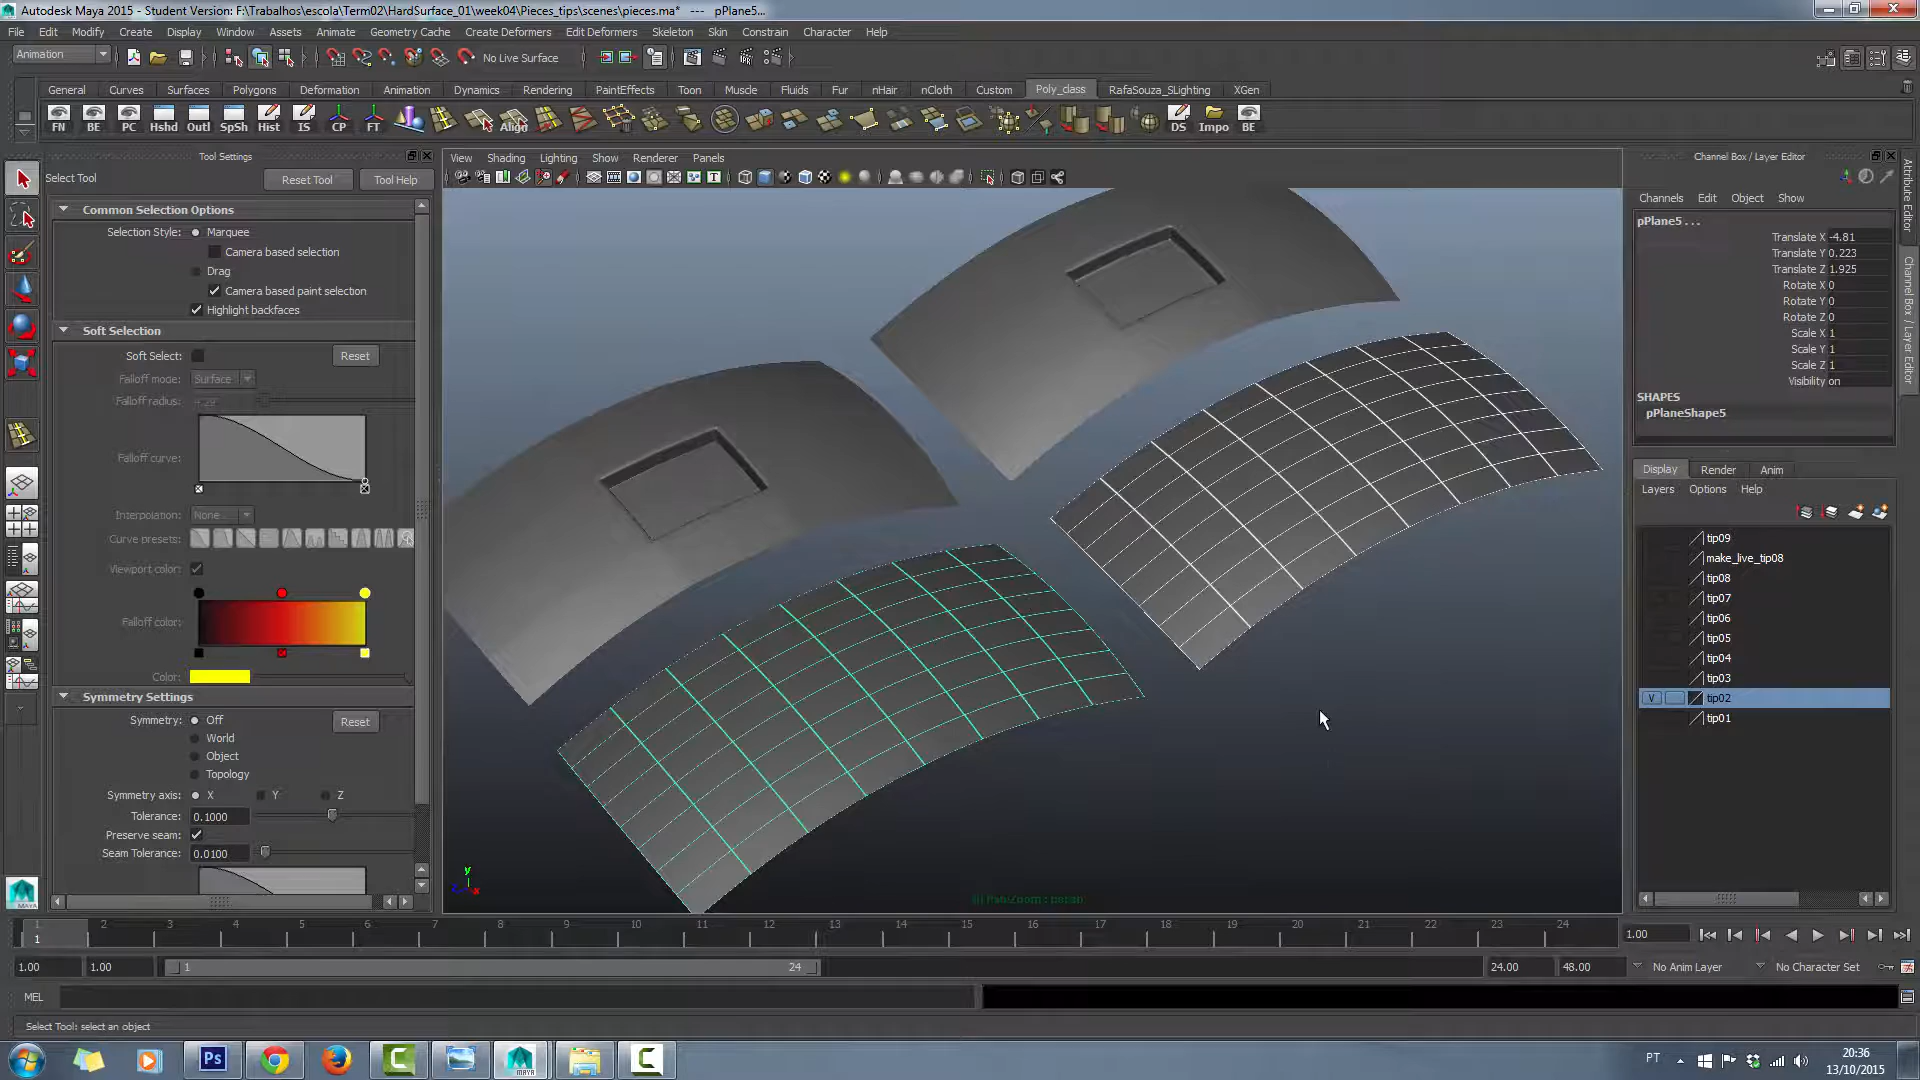 Autodesk Maya 2015 - Student Version: F:\Trabalhos\escola\Term02\HardSurface_01\week04\Pieces_tips\scenes\pieces.ma* --- pPlane5...
File Edit Modify Create Display Window Assets Animate Geometry Cache Create Deformers Edit Deformers Skeleton Skin Constrain Character Help
Animation No Live Surface
General Curves Surfaces Polygons Deformation Animation Dynamics Rendering PaintEffects Toon Muscle Fluids Fur nHair nCloth Custom Poly_class RafaSouza_SLighting XGen
FN BE PC Hshd Outl SpSh Hist IS CP FT Align DS Impo BE
Tool Settings
Select Tool Reset Tool Tool Help
Common Selection Options
Selection Style: Marquee
Camera based selection
Drag
Camera based paint selection
Highlight backfaces
Soft Selection
Soft Select: Reset
Falloff mode: Surface
Falloff radius:
Falloff curve:
Interpolation: None
Curve presets:
Viewport color:
Falloff color:
Color:
Symmetry Settings
Symmetry: Off Reset
World
Object
Topology
Symmetry axis: X Y Z
Tolerance: 0.1000
Preserve seam:
Seam Tolerance: 0.0100
View Shading Lighting Show Renderer Panels
y
z x
Channel Box / Layer Editor
Channels Edit Object Show
pPlane5 ...
Translate X -4.81
Translate Y 0.223
Translate Z 1.925
Rotate X 0
Rotate Y 0
Rotate Z 0
Scale X 1
Scale Y 1
Scale Z 1
Visibility on
SHAPES
pPlaneShape5
Display Render Anim
Layers Options Help
tip09
make_live_tip08
tip08
tip07
tip06
tip05
tip04
tip03
V tip02
tip01
Attribute Editor
Channel Box / Layer Editor
1 2 3 4 5 6 7 8 9 10 11 12 13 14 15 16 17 18 19 20 21 22 23 24
1 1.00
1.00 1.00 1 24 24.00 48.00 No Anim Layer No Character Set
MEL
Select Tool: select an object
Ps MAYA PT 20:36
13/10/2015